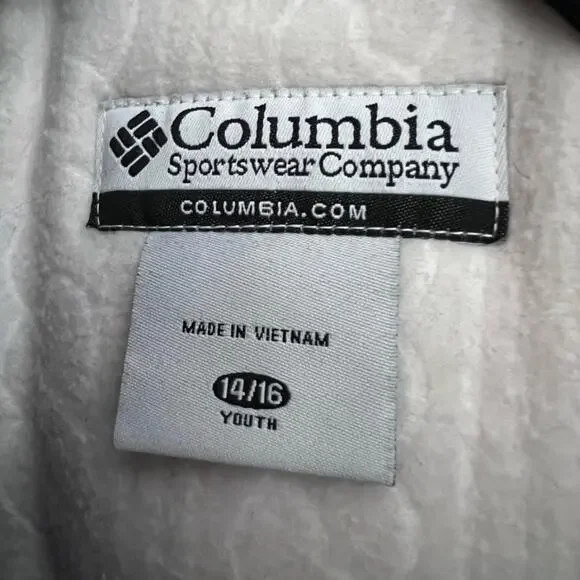 Columbia
Sportswear Company
COLUMBIA.COM
MADE IN VIETNAM
14/16
YOUTH